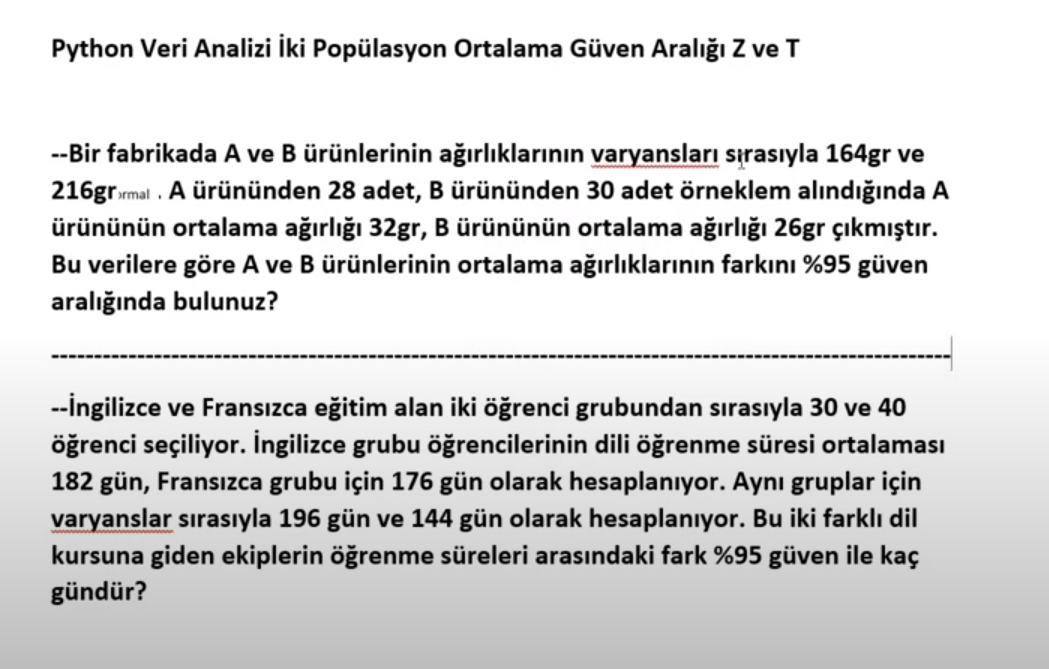 Python Veri Analizi İki Popülasyon Ortalama Güven Aralığı Z ve T
--Bir fabrikada A ve B ürünlerinin ağırlıklarının varyansları sırasıyla 164gr ve
216gr . A ürününden 28 adet, B ürününden 30 adet örneklem alındığında A
ürününün ortalama ağırlığı 32gr, B ürününün ortalama ağırlığı 26gr çıkmıştır.
Bu verilere göre A ve B ürünlerinin ortalama ağırlıklarının farkını %95 güven
aralığında bulunuz?
--İngilizce ve Fransızca eğitim alan iki öğrenci grubundan sırasıyla 30 ve 40
öğrenci seçiliyor. İngilizce grubu öğrencilerinin dili öğrenme süresi ortalaması
182 gün, Fransızca grubu için 176 gün olarak hesaplanıyor. Aynı gruplar için
varyanslar sırasıyla 196 gün ve 144 gün olarak hesaplanıyor. Bu iki farklı dil
kursuna giden ekiplerin öğrenme süreleri arasındaki fark %95 güven ile kaç
gündür?